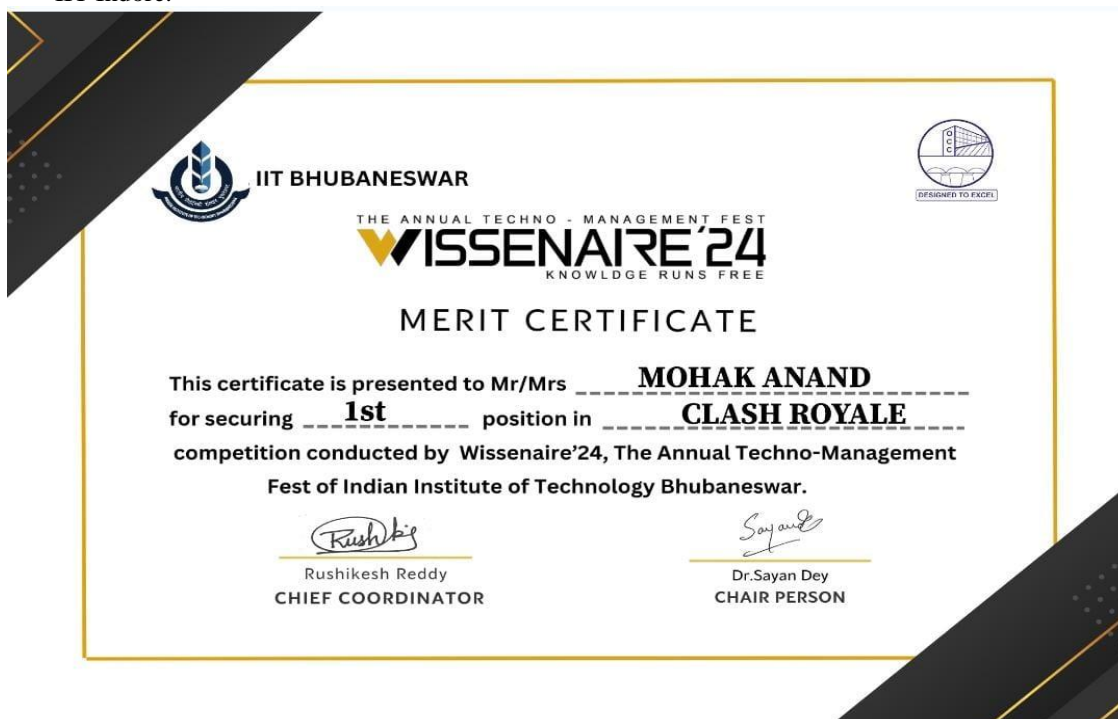 IIT Indore.
IIT BHUBANESWAR
DESIGNED TO EXCEL
THE ANNUAL TECHNO - MANAGEMENT FEST
WISSENAIRE'24
KNOWLDGE RUNS FREE
MERIT CERTIFICATE
This certificate is presented to Mr/Mrs MOHAK ANAND
for securing 1st position in CLASH ROYALE
competition conducted by Wissenaire'24, The Annual Techno-Management
Fest of Indian Institute of Technology Bhubaneswar.
Rushikesh Reddy
CHIEF COORDINATOR
Dr.Sayan Dey
CHAIR PERSON